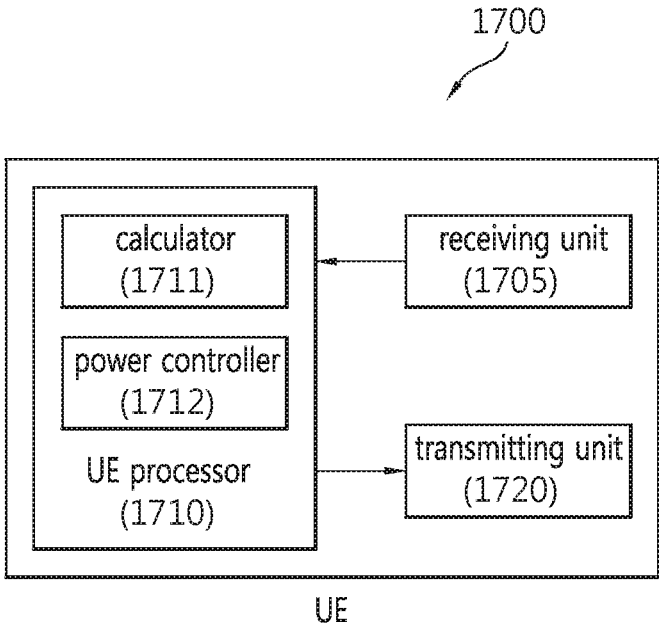 1700
calculator
(1711)
receiving unit
(1705)
power controller
(1712)
transmitting unit
(1720)
UE processor
(1710)
UE